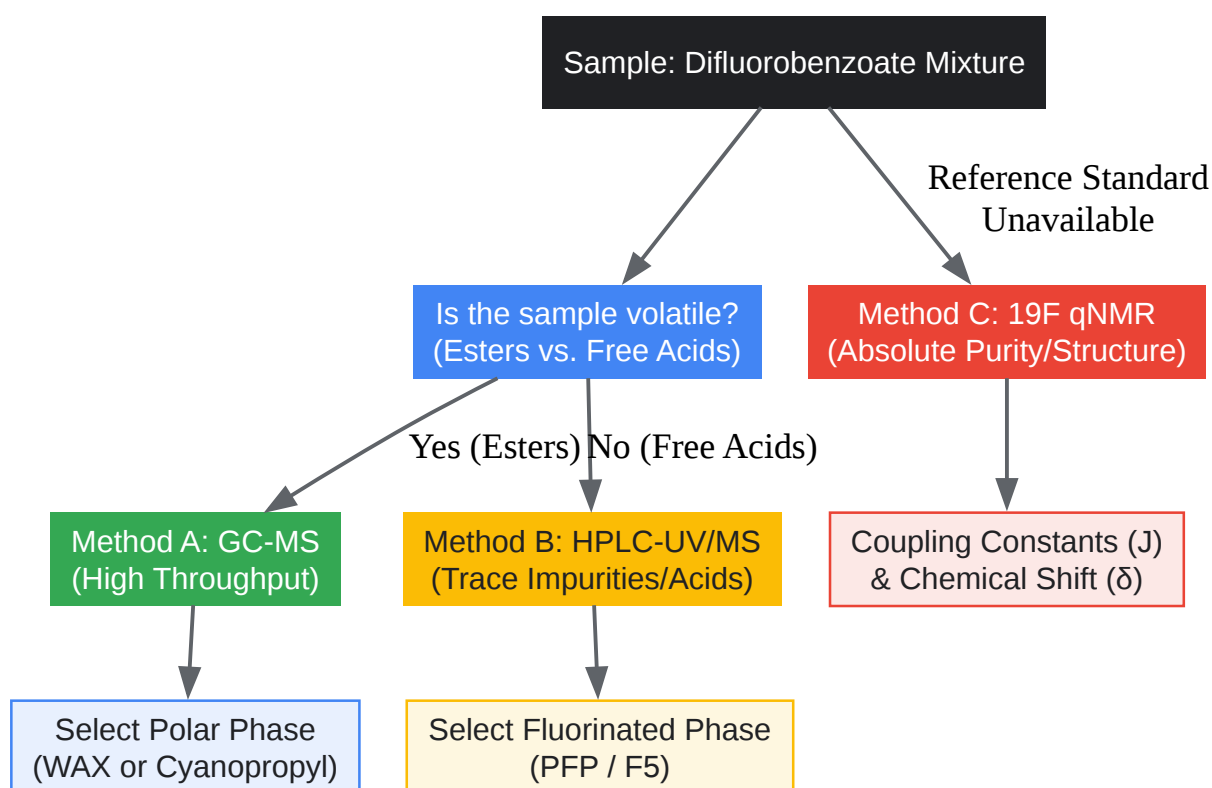 Sample: Difluorobenzoate Mixture
Reference Standard
Unavailable
Is the sample volatile?
(Esters vs. Free Acids)
Method C: 19F qNMR
(Absolute Purity/Structure)
Yes (Esters)
No (Free Acids)
Method A: GC-MS
(High Throughput)
Method B: HPLC-UV/MS
(Trace Impurities/Acids)
Coupling Constants (J)
& Chemical Shift (δ)
Select Polar Phase
(WAX or Cyanopropyl)
Select Fluorinated Phase
(PFP / F5)